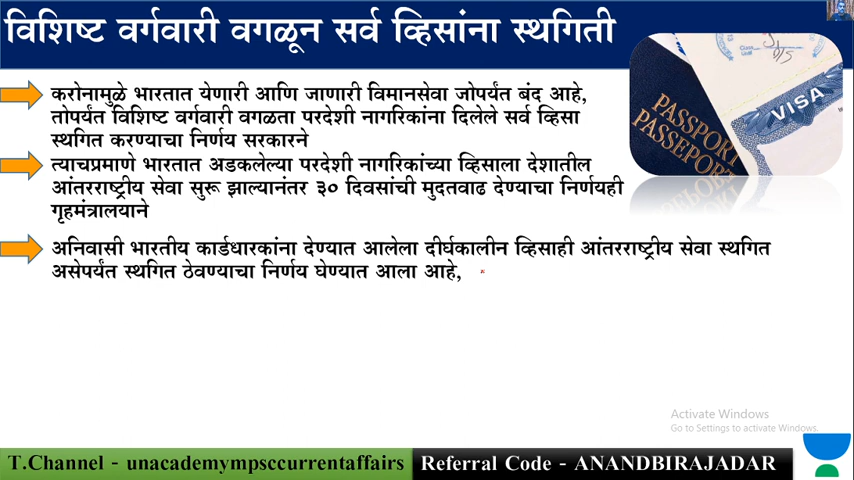 विशिष्ट वर्गवारी वगळून सर्व व्हिसांना स्थगिती
करोनामुळे भारतात येणारी आणि जाणारी विमानसेवा जोपर्यंत बंद आहे,
तोपर्यंत विशिष्ट वर्गवारी वगळता परदेशी नागरिकांना दिलेले सर्व व्हिसा
स्थगित करण्याचा निर्णय सरकारने
त्याचप्रमाणे भारतात अडकलेल्या परदेशी नागरिकांच्या व्हिसाला देशातील
आंतरराष्ट्रीय सेवा सुरू झाल्यानंतर ३० दिवसांची मुदतवाढ देण्याचा निर्णयही
गृहमंत्रालयाने
अनिवासी भारतीय कार्डधारकांना देण्यात आलेला दीर्घकालीन व्हिसाही आंतरराष्ट्रीय सेवा स्थगित
असेपर्यंत स्थगित ठेवण्याचा निर्णय घेण्यात आला आहे,
PASSPORT
PASSEPORT
VISA
Activate Windows
Go to Settings to activate Windows.
T.Channel - unacademympsccurrentaffairs
Referral Code - ANANDBIRAJADAR